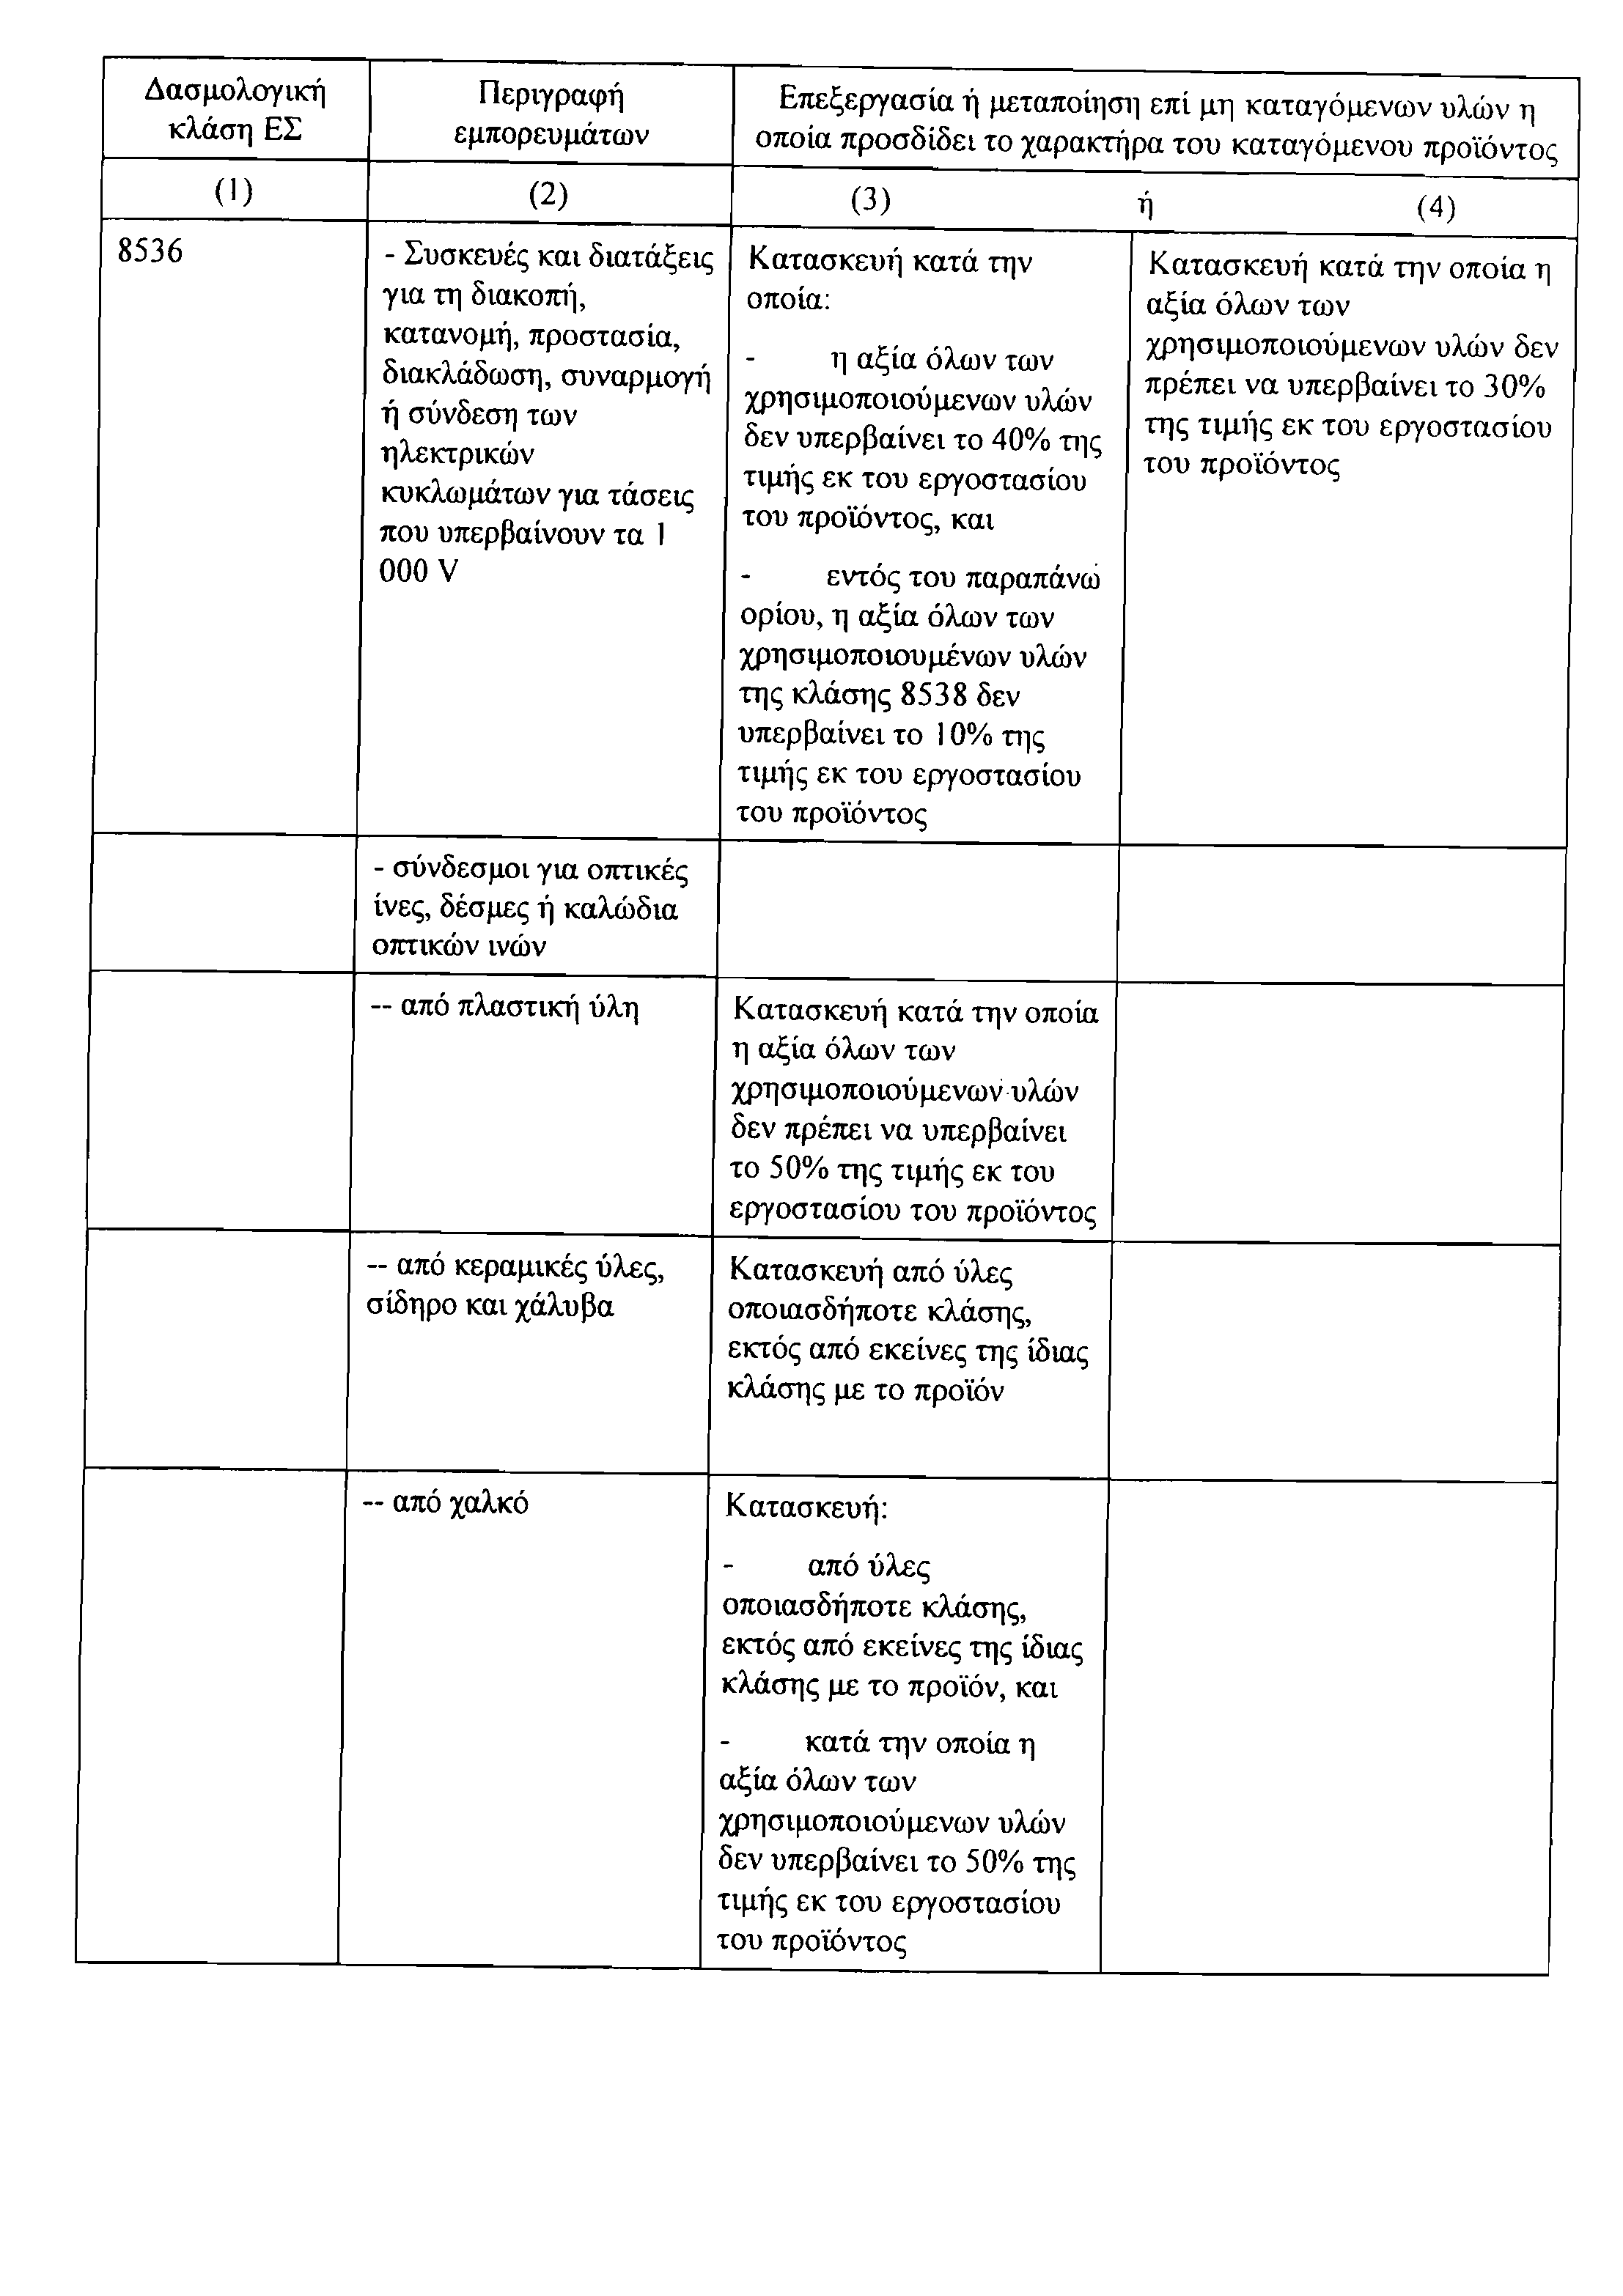 Δασμολογική
κλάση ΕΣ
Περιγραφή
εμπορευμάτων
Επεξεργασία ή μεταποίηση επί μη καταγόμενων υλών η
οποία προσδίδει το χαρακτήρα του καταγόμενου προϊόντος
(1)
(2)
(3) ή (4)
8536
- Συσκευές και διατάξεις
για τη διακοπή,
κατανομή, προστασία,
διακλάδωση, συναρμογή
ή σύνδεση των
ηλεκτρικών
κυκλωμάτων για τάσεις
που υπερβαίνουν τα 1
000 V
Κατασκευή κατά την
οποία:
- η αξία όλων των
χρησιμοποιούμενων υλών
δεν υπερβαίνει το 40% της
τιμής εκ του εργοστασίου
του προϊόντος, και
- εντός του παραπάνω
ορίου, η αξία όλων των
χρησιμοποιουμένων υλών
της κλάσης 8538 δεν
υπερβαίνει το 10% της
τιμής εκ του εργοστασίου
του προϊόντος
Κατασκευή κατά την οποία η
αξία όλων των
χρησιμοποιούμενων υλών δεν
πρέπει να υπερβαίνει το 30%
της τιμής εκ του εργοστασίου
του προϊόντος
- σύνδεσμοι για οπτικές
ίνες, δέσμες ή καλώδια
οπτικών ινών
-- από πλαστική ύλη
Κατασκευή κατά την οποία
η αξία όλων των
χρησιμοποιούμενων υλών
δεν πρέπει να υπερβαίνει
το 50% της τιμής εκ του
εργοστασίου του προϊόντος
-- από κεραμικές ύλες,
σίδηρο και χάλυβα
Κατασκευή από ύλες
οποιασδήποτε κλάσης,
εκτός από εκείνες της ίδιας
κλάσης με το προϊόν
-- από χαλκό
Κατασκευή:
- από ύλες
οποιασδήποτε κλάσης,
εκτός από εκείνες της ίδιας
κλάσης με το προϊόν, και
- κατά την οποία η
αξία όλων των
χρησιμοποιούμενων υλών
δεν υπερβαίνει το 50% της
τιμής εκ του εργοστασίου
του προϊόντος